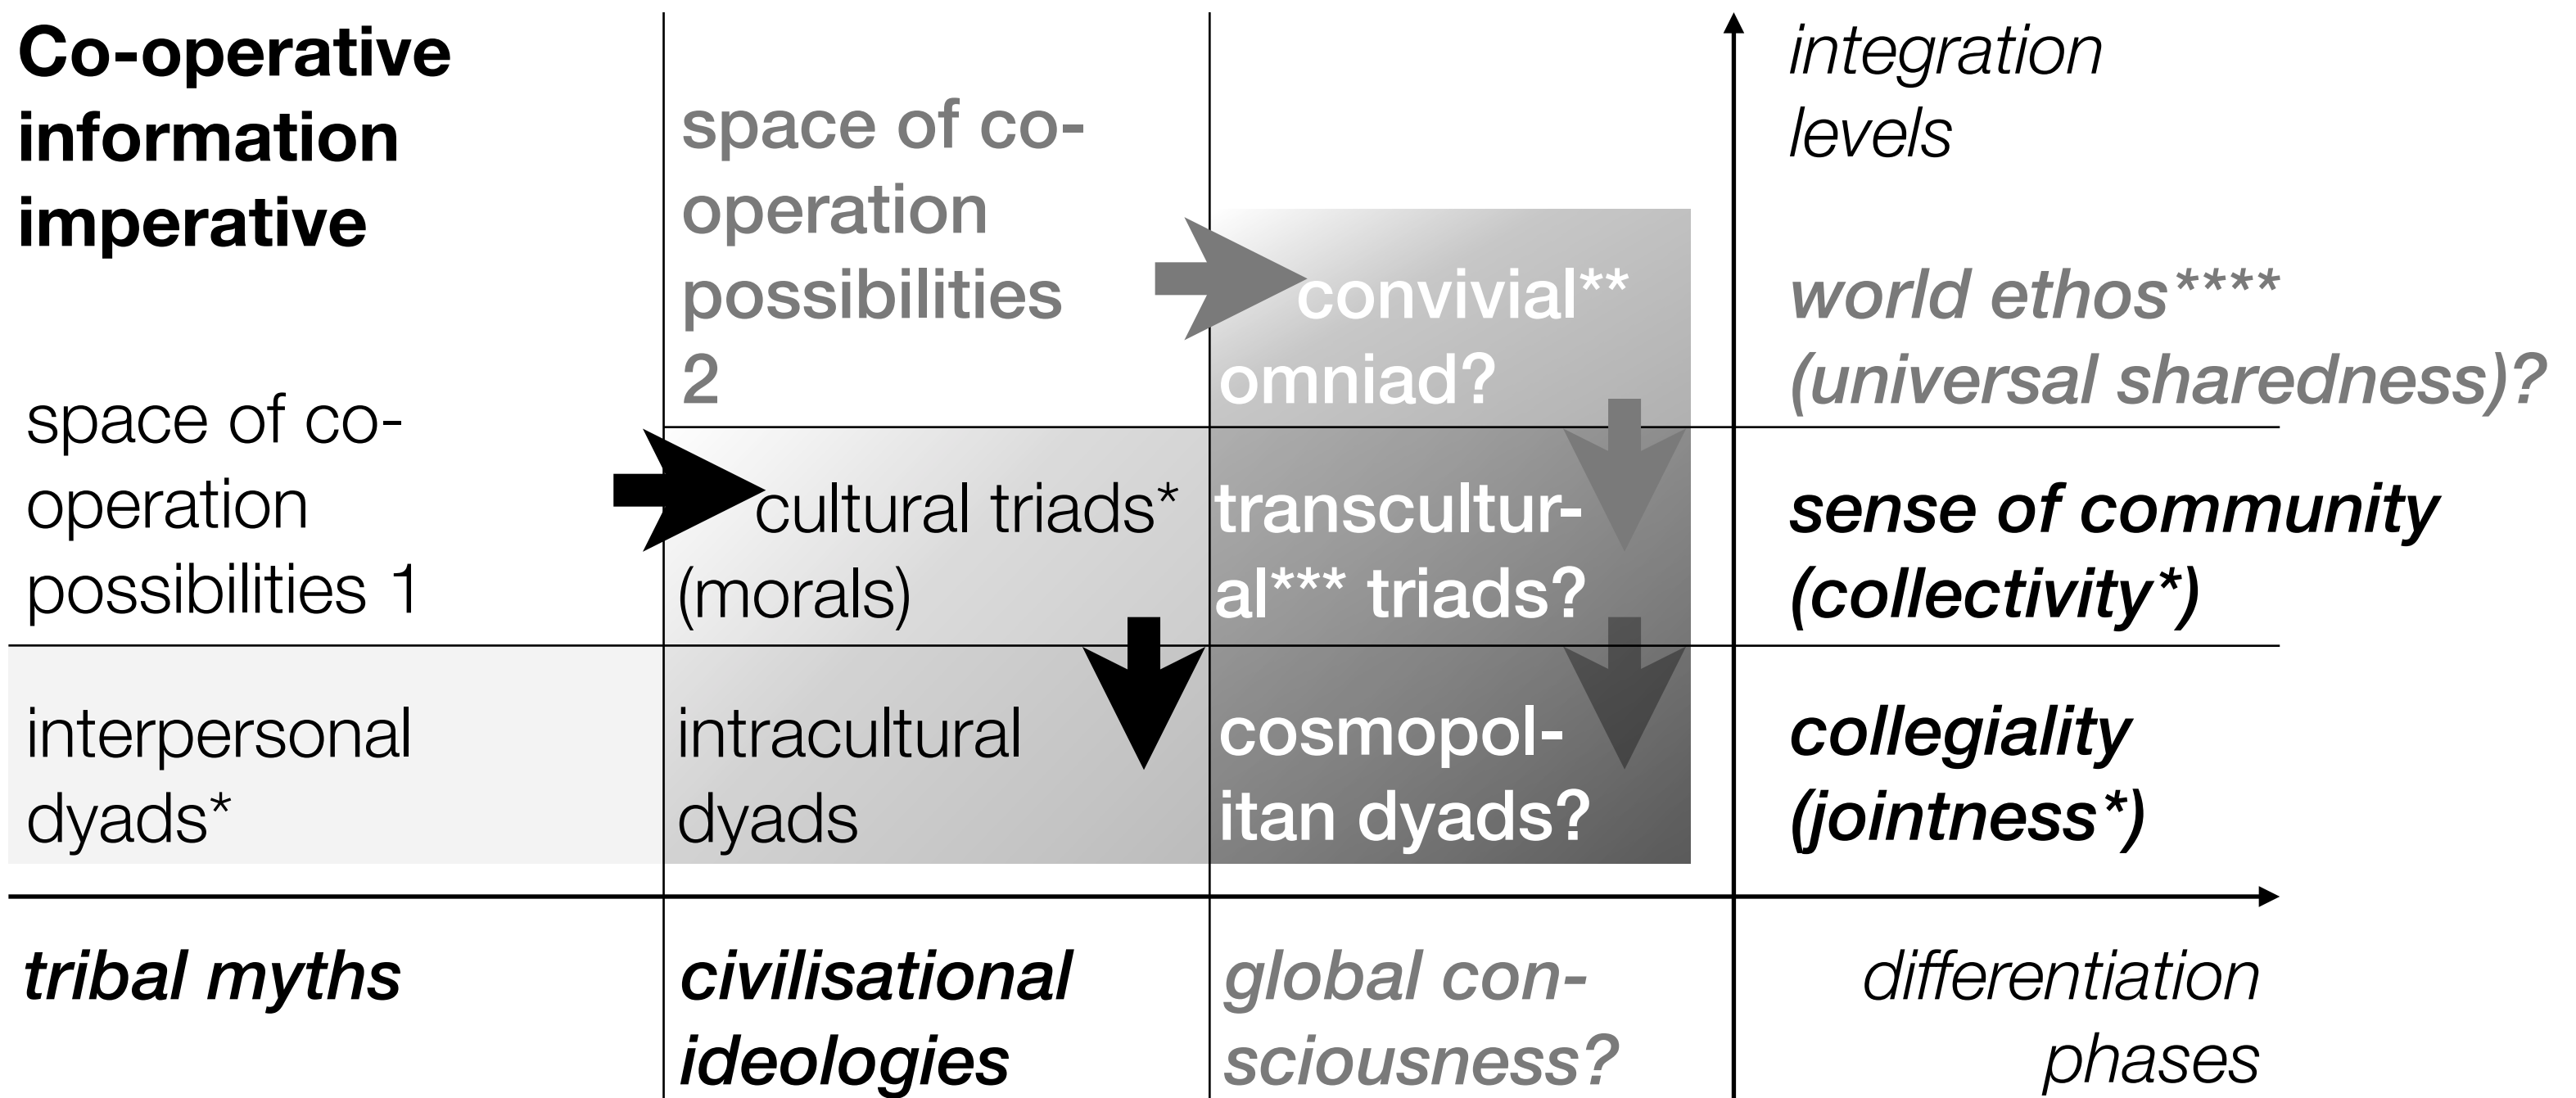 Co-operative
information
imperative
space of co-
operation
possibilities 1
interpersonal
dyads*
tribal myths
space of co-
operation
possibilities
2
cultural triads*
(morals)
intracultural
dyads
civilisational
ideologies
convivial**
omniad?
transcultur-
al*** triads?
cosmopol-
itan dyads?
global con-
sciousness?
integration
levels
world ethos****
(universal sharedness)?
sense of community
(collectivity*)
collegiality
(jointness*)
differentiation
phases